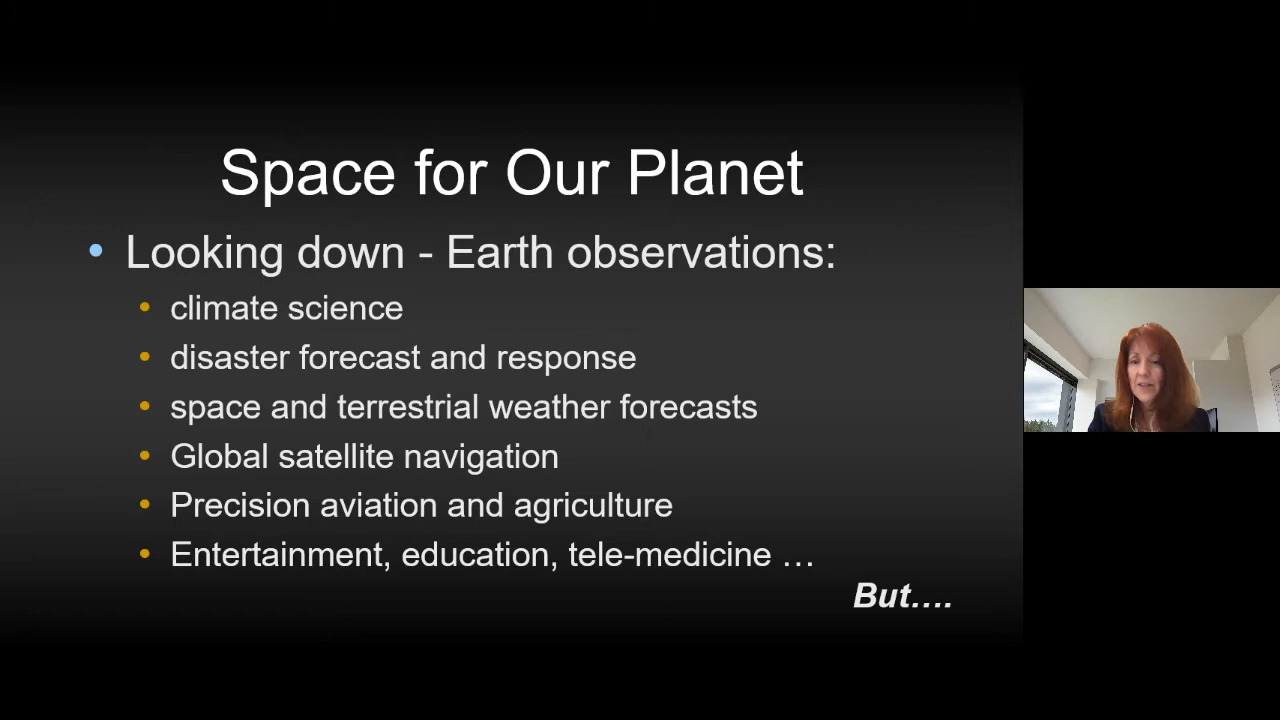 Space for Our Planet
• Looking down - Earth observations:
• climate science
• disaster forecast and response
• space and terrestrial weather forecasts
• Global satellite navigation
• Precision aviation and agriculture
• Entertainment, education, tele-medicine …
But….